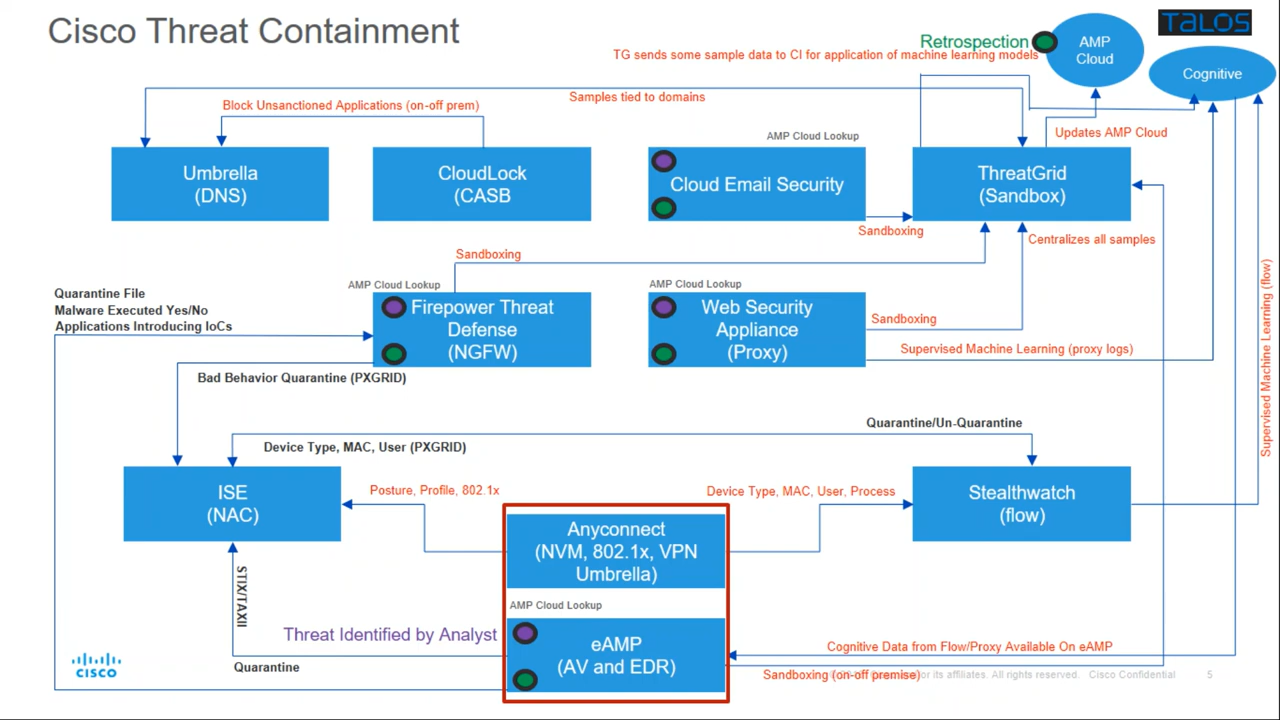 Cisco Threat Containment
TALOS
Retrospection
AMP
Cloud
TG sends some sample data to CI for application of machine learning models
Cognitive
Samples tied to domains
Block Unsanctioned Applications (on-off prem)
Updates AMP Cloud
AMP Cloud Lookup
Umbrella
(DNS)
CloudLock
(CASB
Cloud Email Security
ThreatGrid
(Sandbox)
Sandboxing
Centralizes all samples
Sandboxing
Quarantine File
Malware Executed Yes/No
Applications Introducing IoCs
AMP Cloud Lookup
Firepower Threat
Defense
(NGFW)
AMP Cloud Lookup
Web Security
Appliance
(Proxy)
Sandboxing
Supervised Machine Learning (proxy logs)
Supervised Machine Learning (flow)
Bad Behavior Quarantine (PXGRID)
Quarantine/Un-Quarantine
Device Type, MAC, User (PXGRID)
ISE
(NAC)
Posture, Profile, 802.1x
Device Type, MAC, User, Process
Stealthwatch
(flow)
Anyconnect
(NVM, 802.1x, VPN
Umbrella)
STIX/TAXII
AMP Cloud Lookup
Threat Identified by Analyst
eAMP
(AV and EDR)
Cognitive Data from Flow/Proxy Available On eAMP
Quarantine
Sandboxing (on-off premise)
its affiliates. All rights reserved. Cisco Confidential
5
CISCO